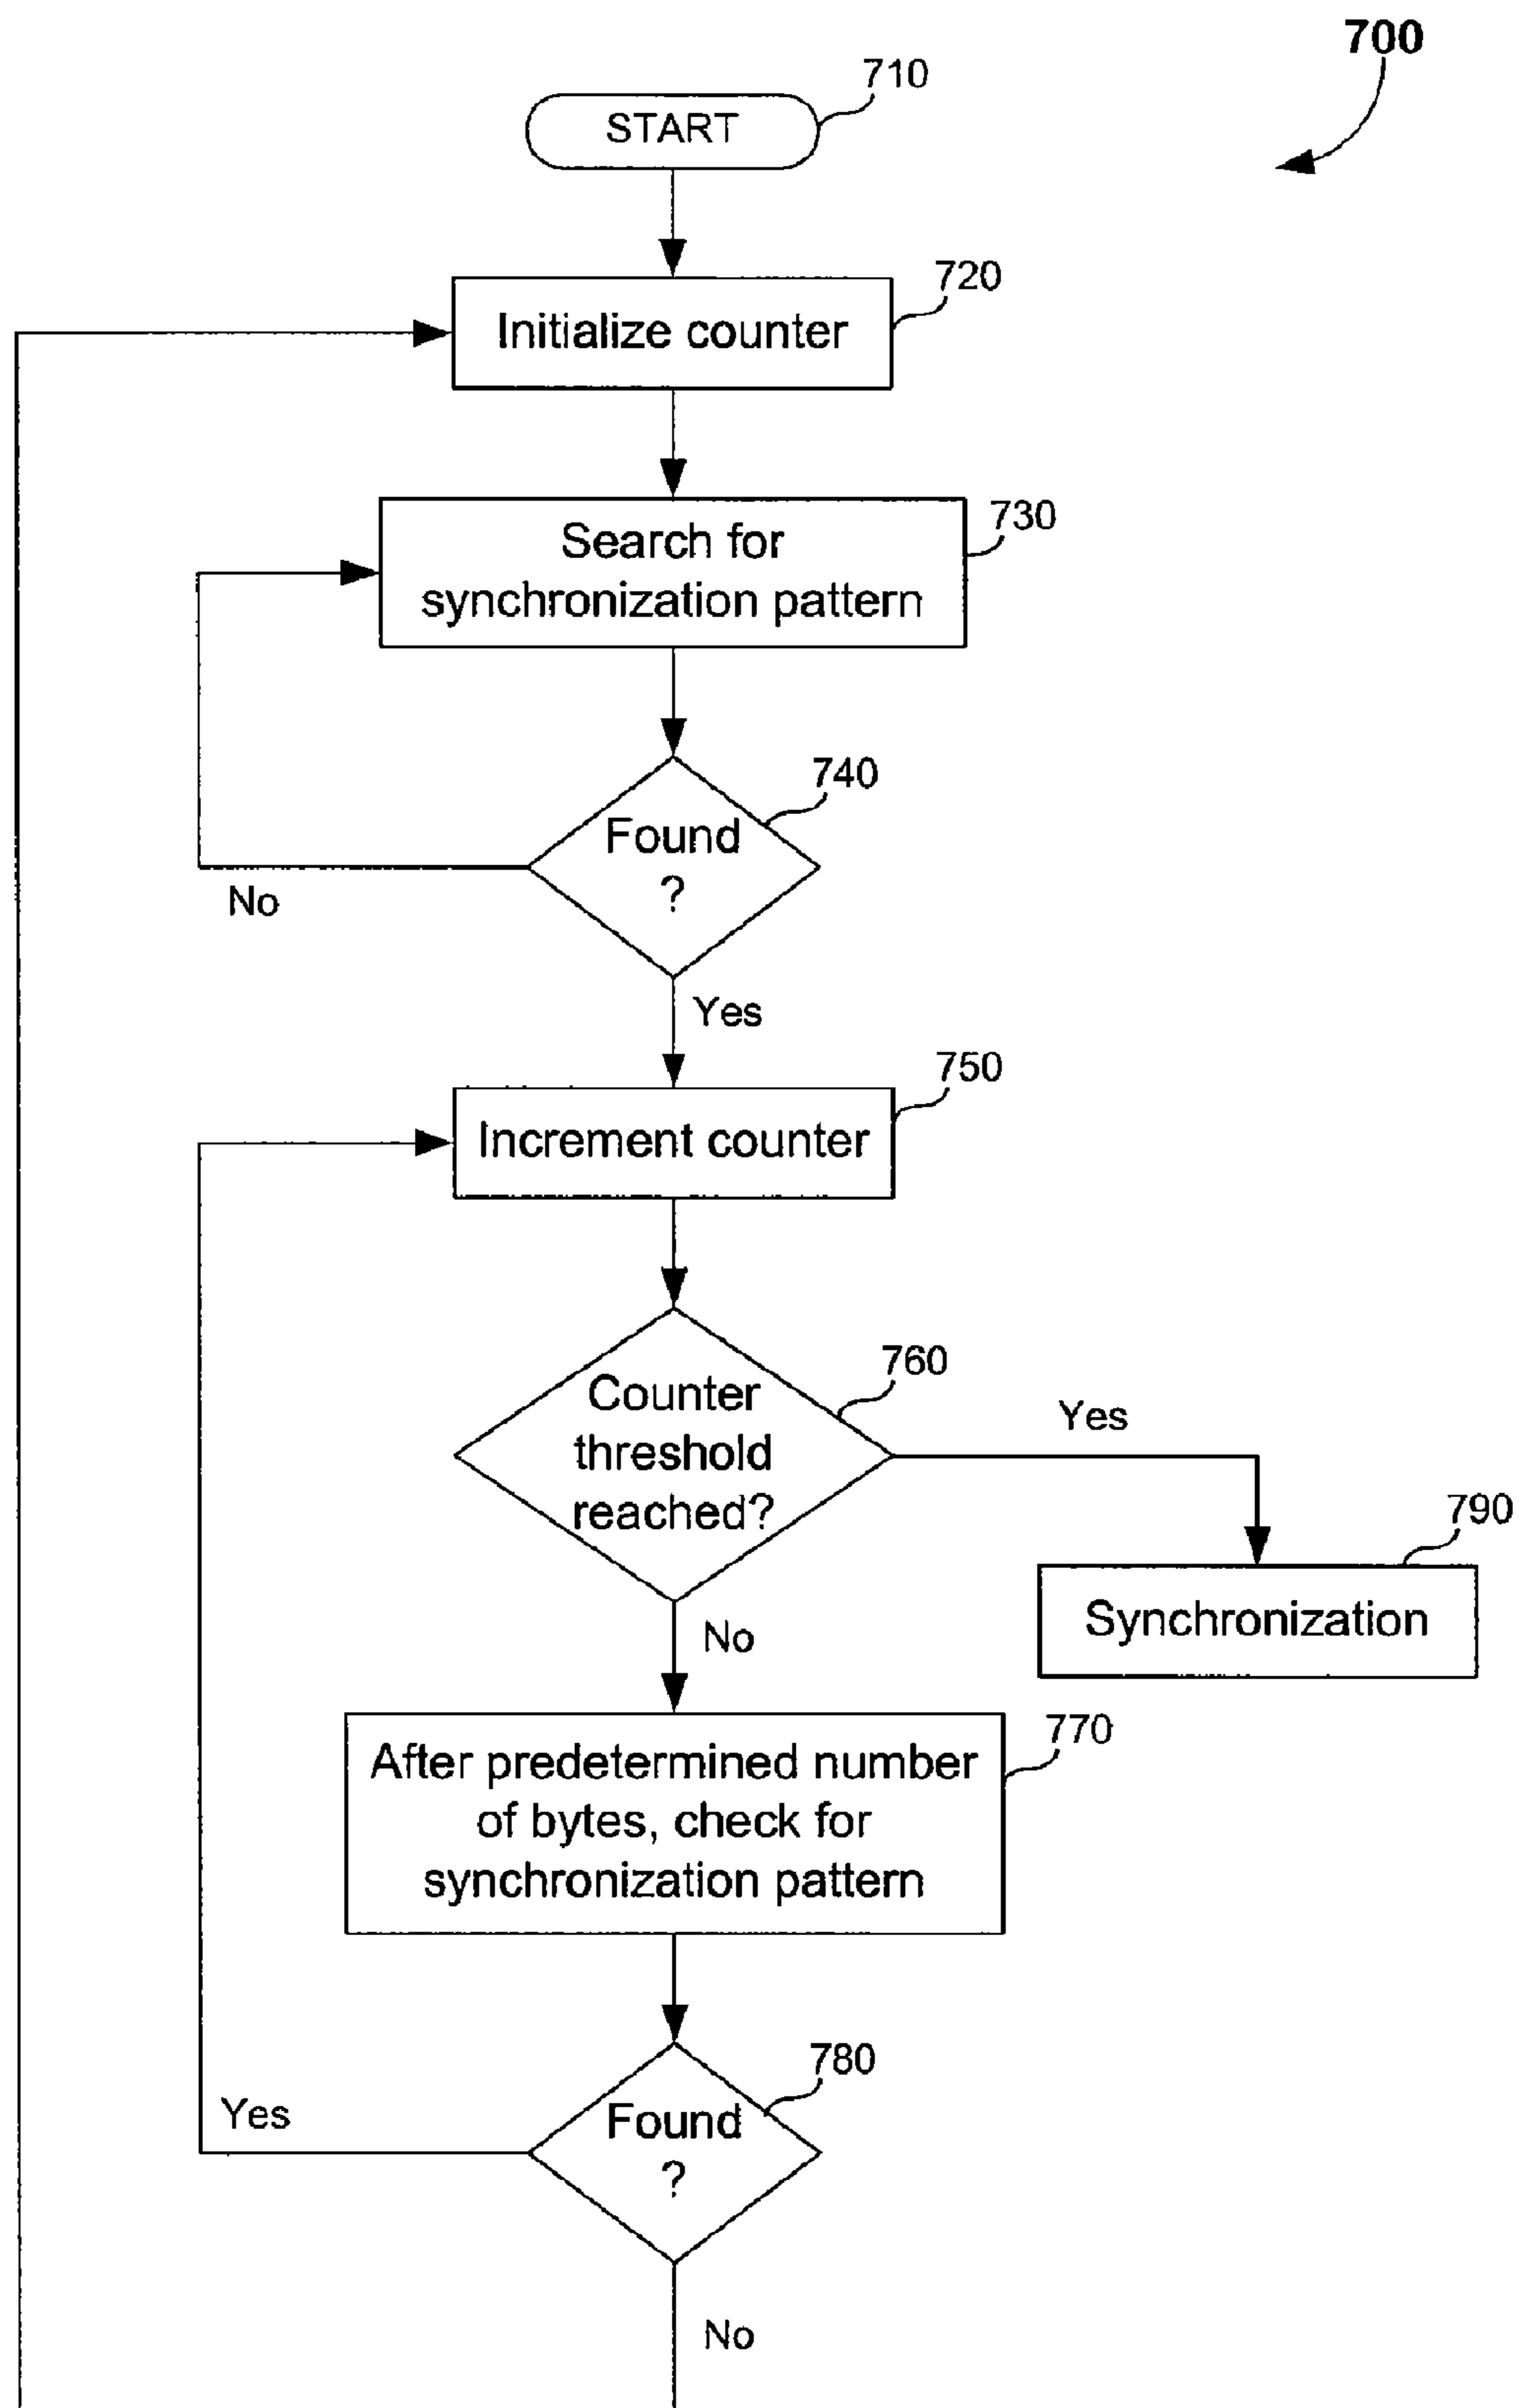 700
710
START
720
Initialize counter
730
Search for
synchronization pattern
740
Found
?
No
Yes
750
Increment counter
760
Counter
threshold
reached?
Yes
790
Synchronization
No
770
After predetermined number
of bytes, check for
synchronization pattern
780
Found
?
Yes
No